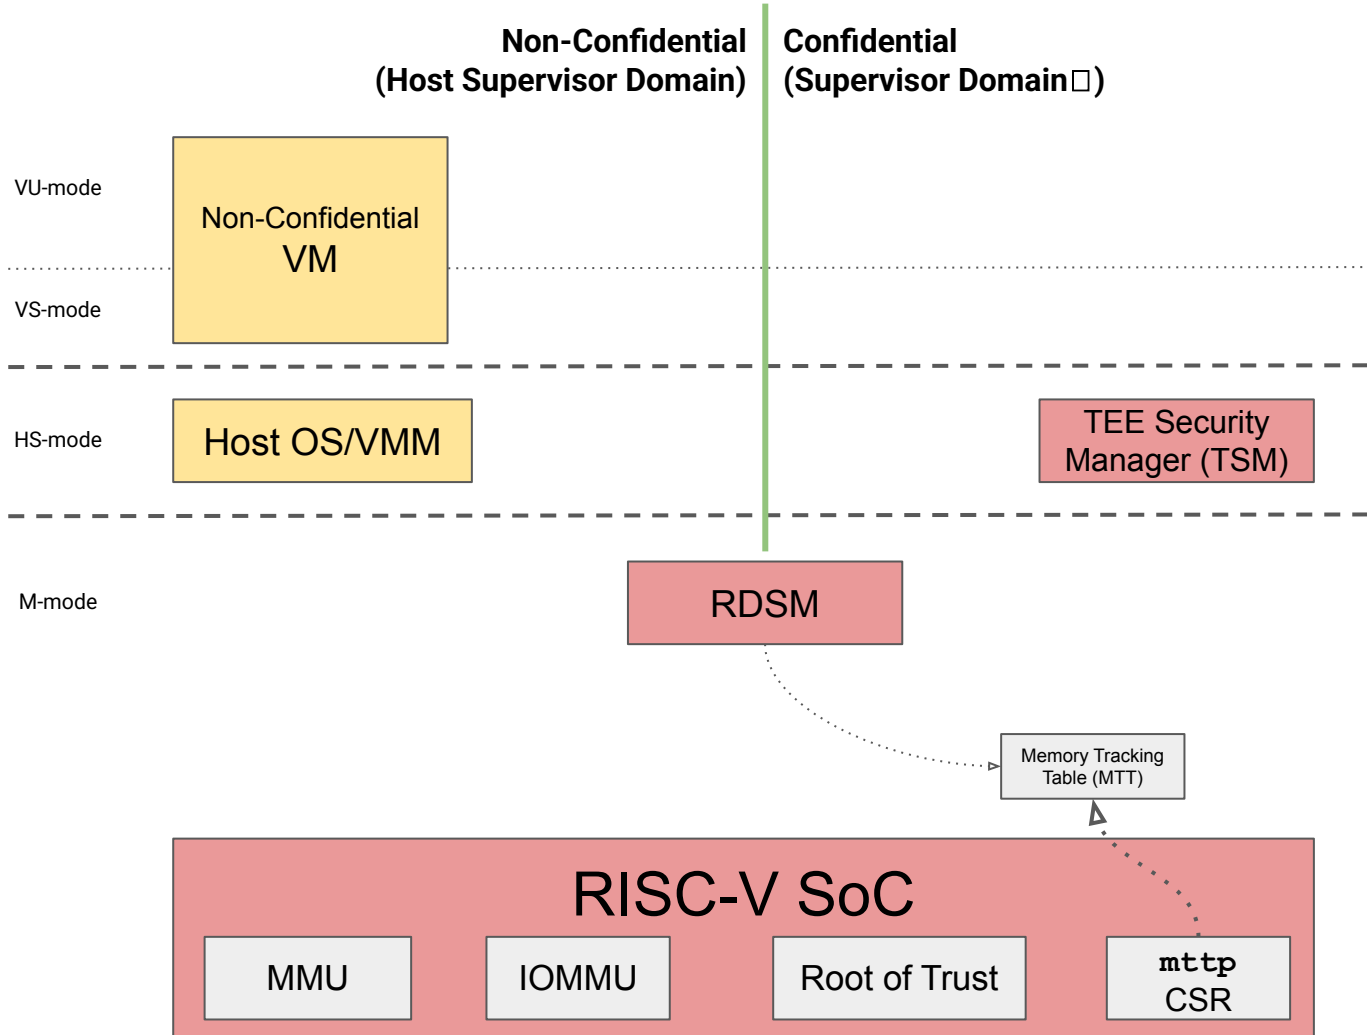 Non-Confidential
(Host Supervisor Domain)
Confidential
(Supervisor Domain□)
VU-mode
Non-Confidential
VM
VS-mode
HS-mode
Host OS/VMM
TEE Security
Manager (TSM)
M-mode
RDSM
Memory Tracking
Table (MTT)
RISC-V SoC
MMU
IOMMU
Root of Trust
mttp
CSR